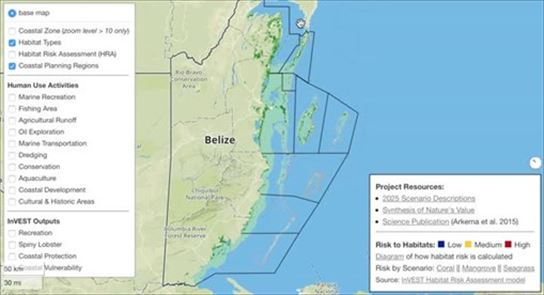 base map
Coastal Zone (zoom level > 10 only)
Habitat Types
Habitat Risk Assessment (HRA)
Coastal Planning Regions
Human Use Activities
Marine Recreation
Fishing Area
Agricultural Runoff
Oil Exploration
Marine Transportation
Dredging
Conservation
Aquaculture
Coastal Development
Cultural & Historic Areas
InVEST Outputs
Recreation
Spiny Lobster
Coastal Protection
Vulnerability
50 km
30 mi
Rio Bravo
Conservation
Area
Belize
Chiquibul
National Park
Columbia River
Forest Reserve
Project Resources:
• 2025 Scenario Descriptions
• Synthesis of Nature's Value
• Science Publication (Arkema et al. 2015)
Risk to Habitats: Low Medium High
Diagram of how habitat risk is calculated
Risk by Scenario: Coral || Mangrove || Seagrass
Source: InVEST Habitat Risk Assessment model